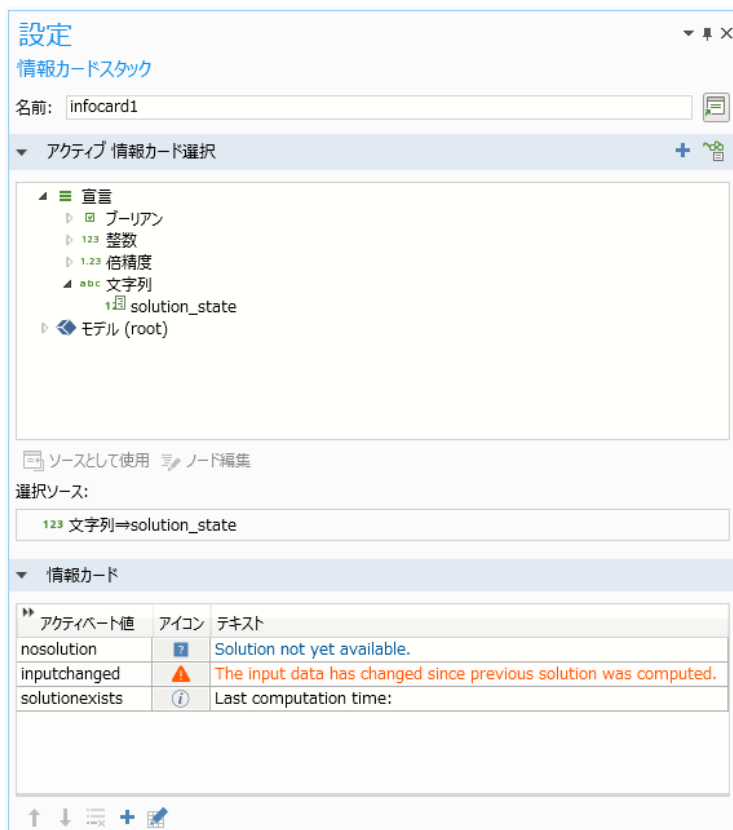 設定
情報カードスタック
名前: infocard1
アクティブ 情報カード選択
宣言
ブーリアン
123 整数
1.23 倍精度
abc 文字列
solution_state
モデル (root)
ソースとして使用 ノード編集
選択ソース:
123 文字列⇒solution_state
情報カード
アクティベート値 アイコン テキスト
nosolution ? Solution not yet available.
inputchanged The input data has changed since previous solution was computed.
solutionexists i Last computation time: